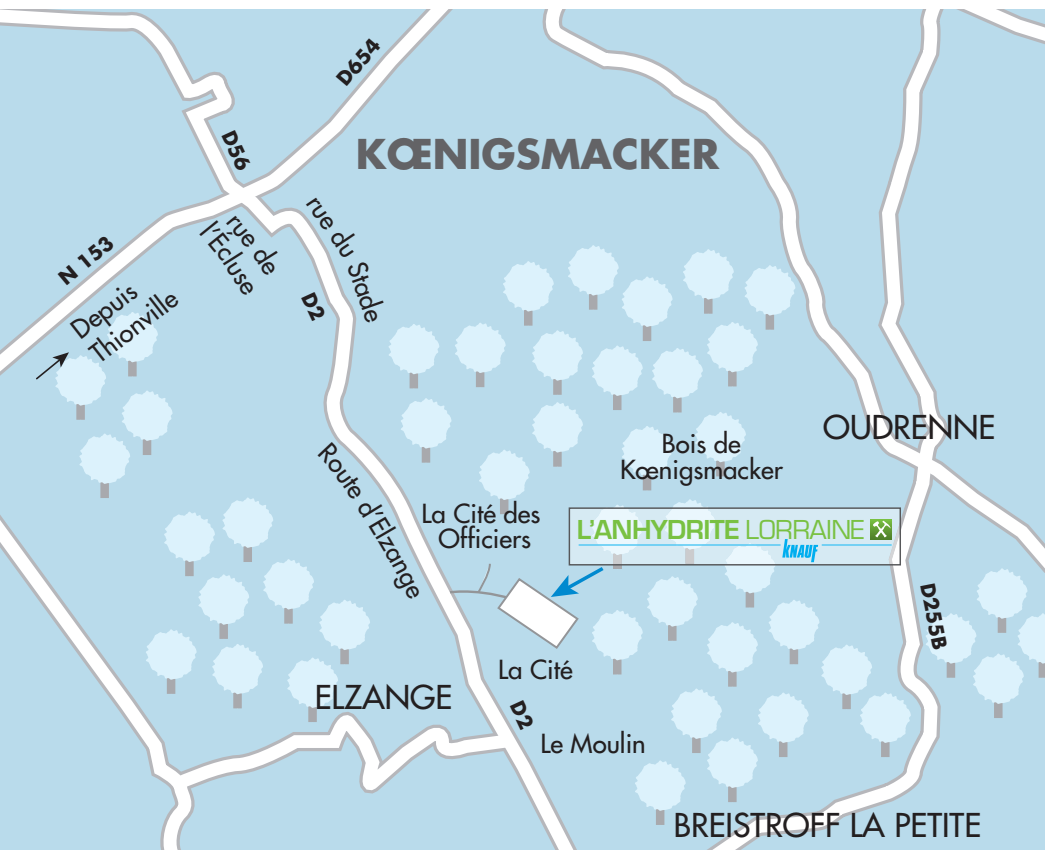 D654
KŒNIGSMACKER
D56
rue du Stade
rue de
l'Écluse
N 153
D2
Depuis
Thionville
OUDRENNE
Bois de
Kœnigsmacker
Route d'Elzange
La Cité des
Officiers
L'ANHYDRITE LORRAINE
KNAUF
D255B
La Cité
ELZANGE
D2
Le Moulin
BREISTROFF LA PETITE